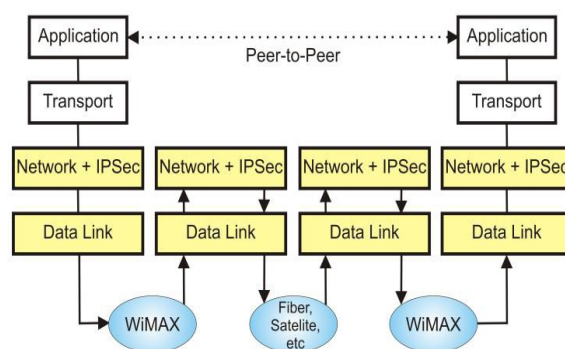 Application
Application
Peer-to-Peer
Transport
Transport
Network + IPSec
Network + IPSec
Network + IPSec
Network + IPSec
Data Link
Data Link
Data Link
Data Link
WiMAX
Fiber,
Satelite,
etc
WiMAX